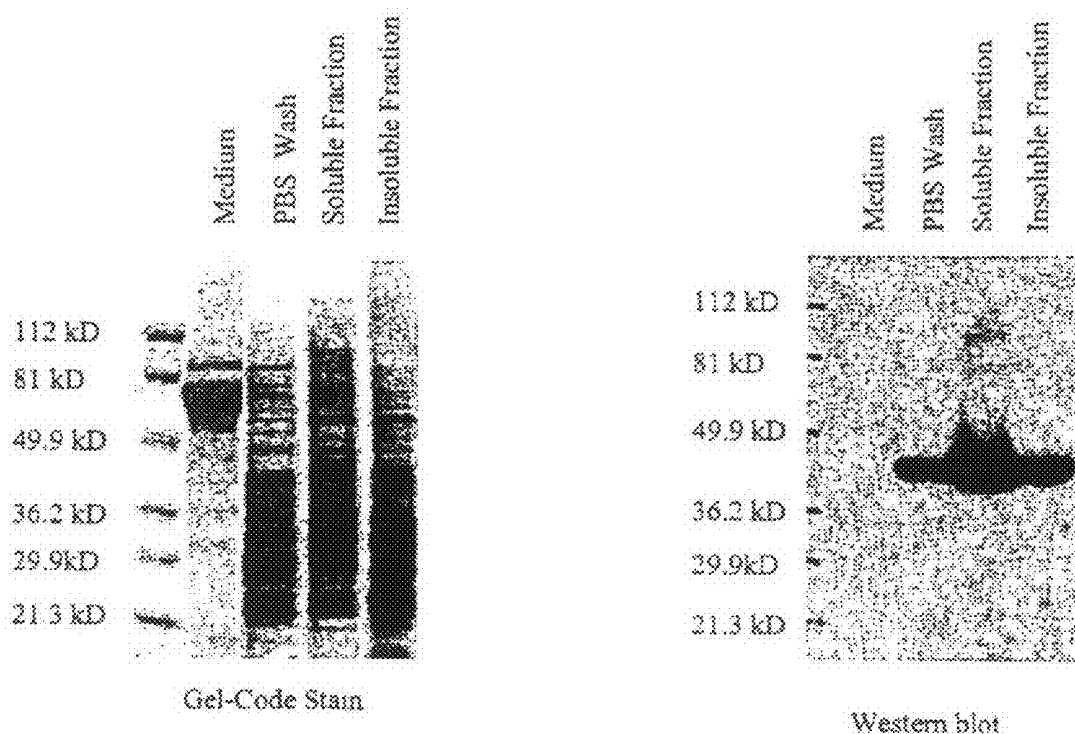 Medium
PBS Wash
Soluble Fraction
Insoluble Fraction
112 kD
81 kD
49.9 kD
36.2 kD
29.9kD
21.3 kD
Gel-Code Stain
Medium
PBS Wash
Soluble Fraction
Insoluble Fraction
112 kD
81 kD
49.9 kD
36.2 kD
29.9kD
21.3 kD
Western blot